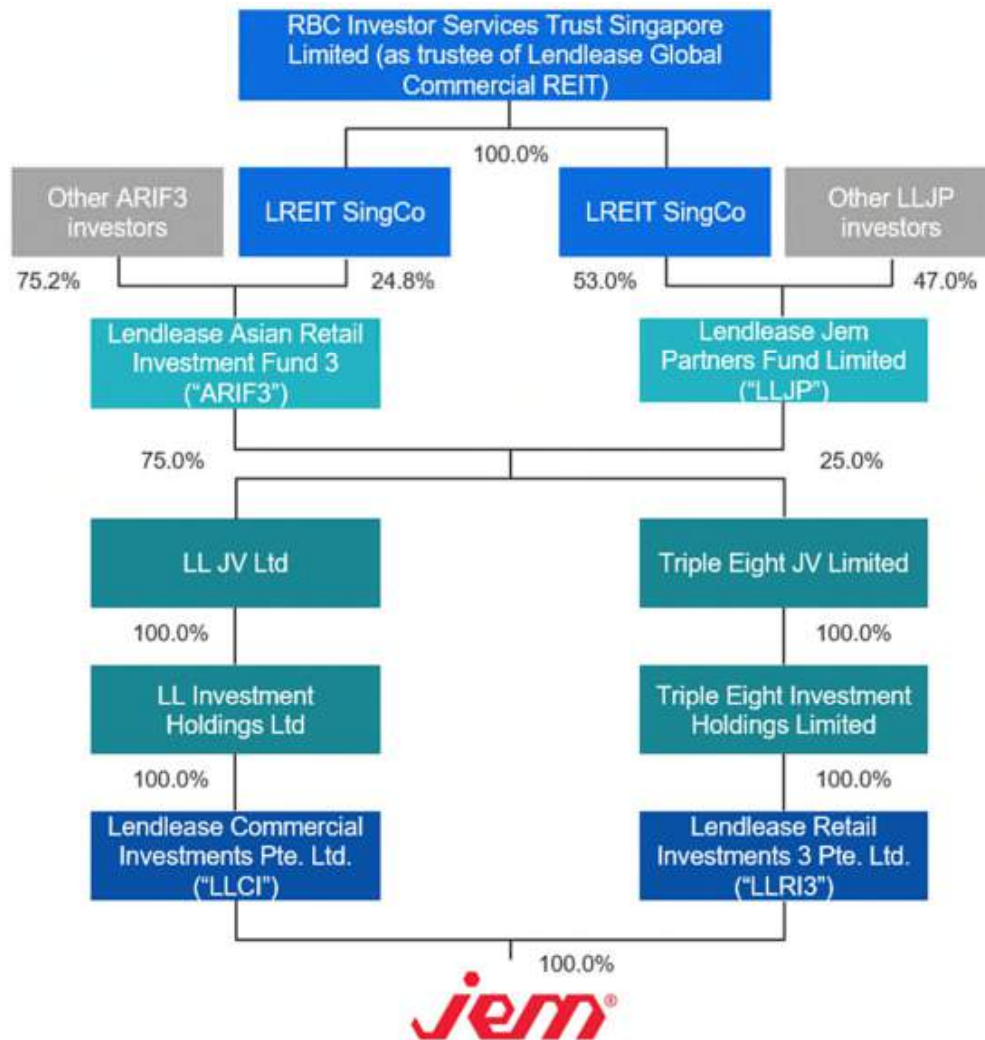 RBC Investor Services Trust Singapore
Limited (as trustee of Lendlease Global
Commercial REIT)
100.0%
Other ARIF3
investors
LREIT SingCo
LREIT SingCo
Other LLJP
investors
75.2%
24.8%
53.0%
47.0%
Lendlease Asian Retail
Investment Fund 3
(“ARIF3”)
Lendlease Jem
Partners Fund Limited
(“LLJP”)
75.0%
25.0%
LL JV Ltd
Triple Eight JV Limited
100.0%
100.0%
LL Investment
Holdings Ltd
Triple Eight Investment
Holdings Limited
100.0%
100.0%
Lendlease Commercial
Investments Pte. Ltd.
(“LLCI”)
Lendlease Retail
Investments 3 Pte. Ltd.
(“LLRI3”)
100.0%
jem®